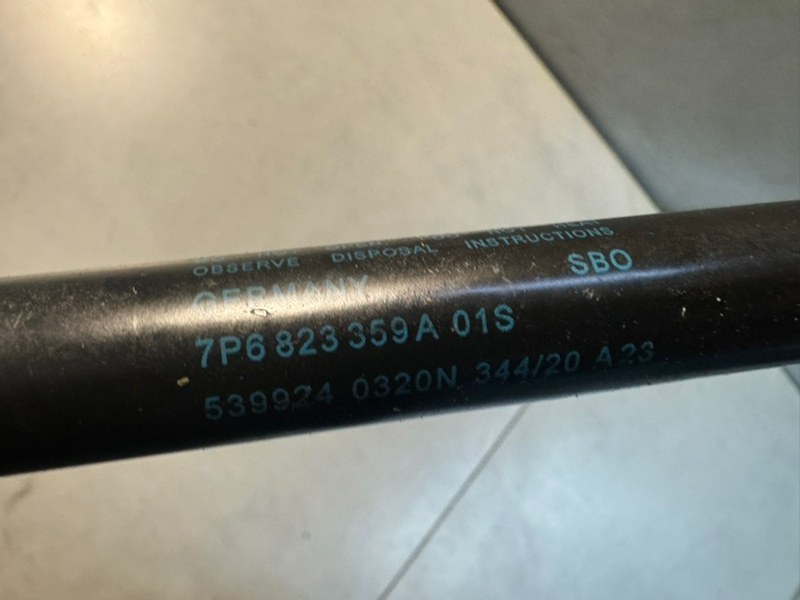 OBSERVE DISPOSAL INSTRUCTIONS
GERMANY SBO
7P6 823 359A 01S
539924 0320N 344/20 A23